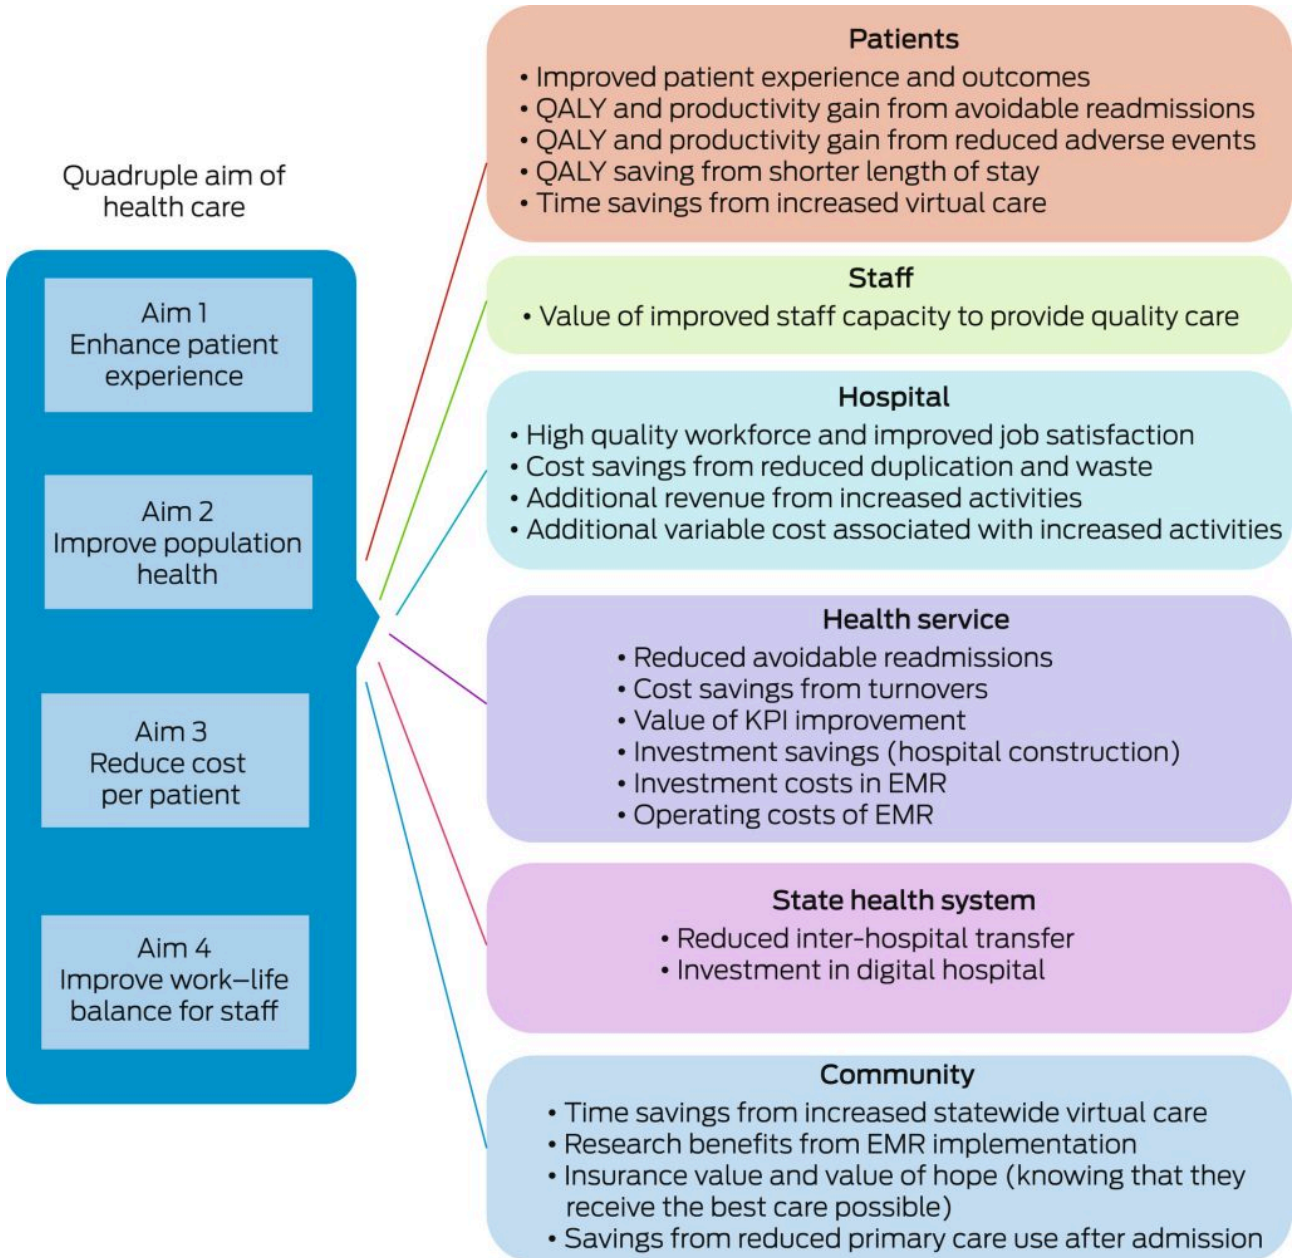 Quadruple aim of
health care
Aim 1
Enhance patient
experience
Aim 2
Improve population
health
Aim 3
Reduce cost
per patient
Aim 4
Improve work–life
balance for staff
Patients
• Improved patient experience and outcomes
• QALY and productivity gain from avoidable readmissions
• QALY and productivity gain from reduced adverse events
• QALY saving from shorter length of stay
• Time savings from increased virtual care
Staff
• Value of improved staff capacity to provide quality care
Hospital
• High quality workforce and improved job satisfaction
• Cost savings from reduced duplication and waste
• Additional revenue from increased activities
• Additional variable cost associated with increased activities
Health service
• Reduced avoidable readmissions
• Cost savings from turnovers
• Value of KPI improvement
• Investment savings (hospital construction)
• Investment costs in EMR
• Operating costs of EMR
State health system
• Reduced inter-hospital transfer
• Investment in digital hospital
Community
• Time savings from increased statewide virtual care
• Research benefits from EMR implementation
• Insurance value and value of hope (knowing that they
receive the best care possible)
• Savings from reduced primary care use after admission